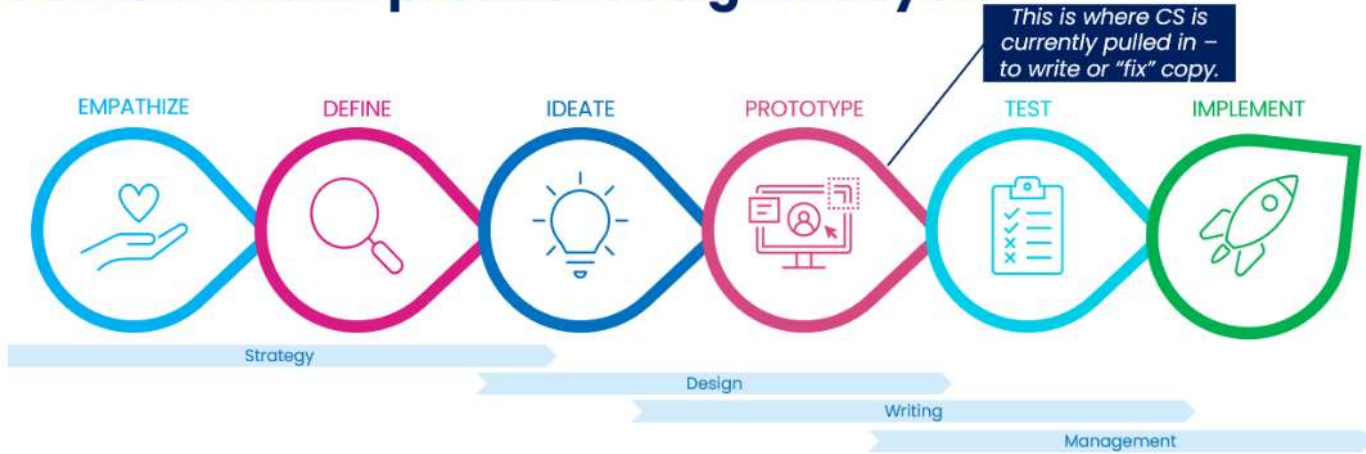 This is where CS is
currently pulled in –
to write or “fix” copy.
EMPATHIZE
DEFINE
IDEATE
PROTOTYPE
TEST
IMPLEMENT
Strategy
Design
Writing
Management